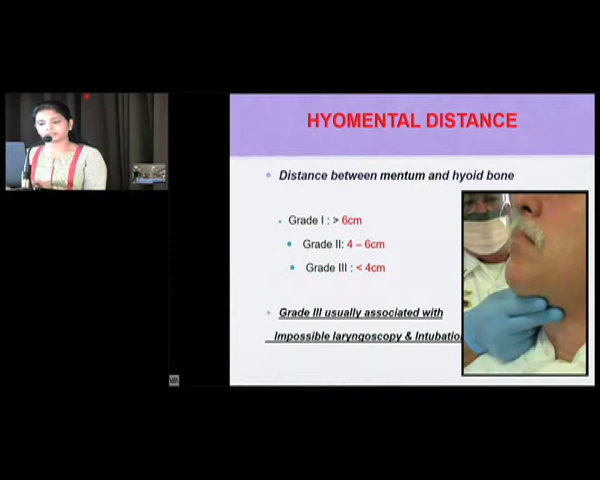 HYOMENTAL DISTANCE
Distance between mentum and hyoid bone
Grade I : > 6cm
Grade II: 4 – 6cm
Grade III : < 4cm
Grade III usually associated with
Impossible laryngoscopy & Intubatio